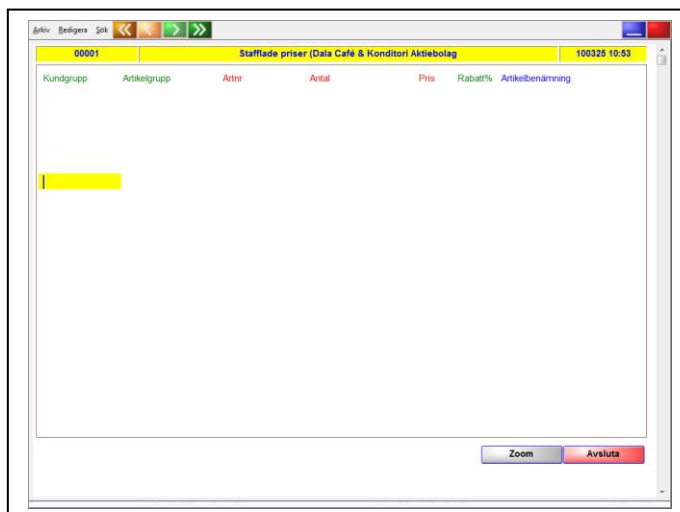 Arkiv Redigera Sök
00001 Stafflade priser (Dala Café & Konditori Aktiebolag 100325 10:53
Kundgrupp Artikelgrupp Artnr Antal Pris Rabatt% Artikelbenämning
Zoom Avsluta